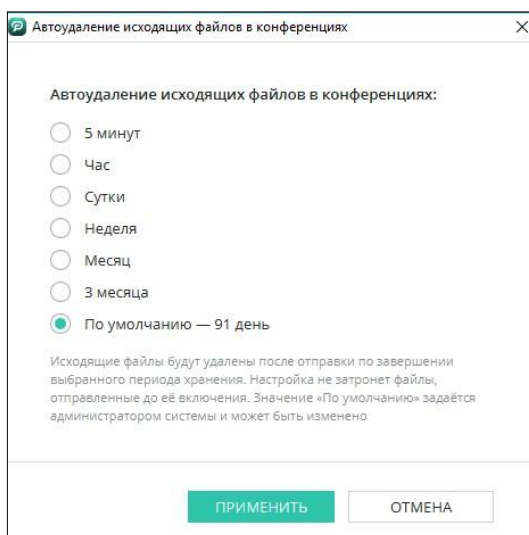 Автоудаление исходящих файлов в конференциях
Автоудаление исходящих файлов в конференциях:
5 минут
Час
Сутки
Неделя
Месяц
3 месяца
По умолчанию — 91 день
Исходящие файлы будут удалены после отправки по завершении
выбранного периода хранения. Настройка не затронет файлы,
отправленные до её включения. Значение «По умолчанию» задаётся
администратором системы и может быть изменено
ПРИМЕНИТЬ
ОТМЕНА